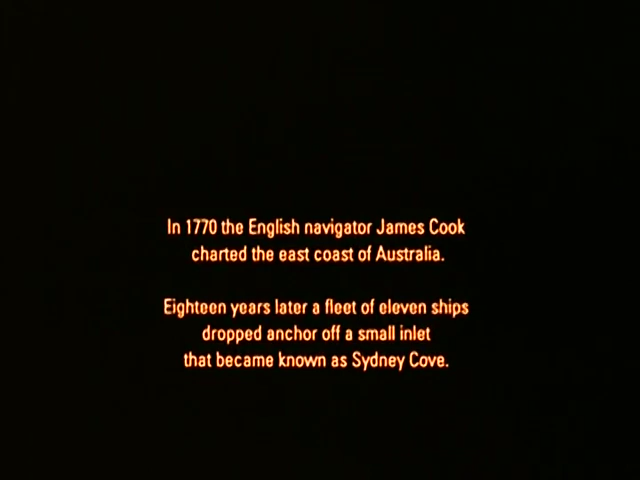 In 1770 the English navigator James Cook
charted the east coast of Australia.
Eighteen years later a fleet of eleven ships
dropped anchor off a small inlet
that became known as Sydney Cove.